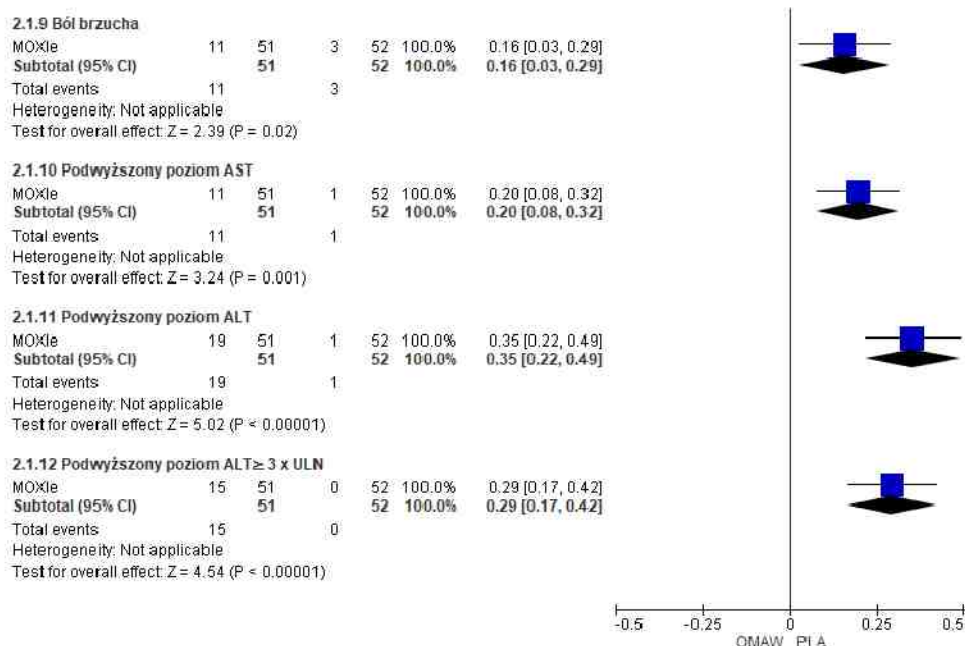 2.1.9 Ból brzucha
MOXIe 11 51 3 52 100.0% 0.16 [0.03, 0.29]
Subtotal (95% CI) 51 52 100.0% 0.16 [0.03, 0.29]
Total events 11 3
Heterogeneity: Not applicable
Test for overall effect: Z = 2.39 (P = 0.02)
2.1.10 Podwyższony poziom AST
MOXIe 11 51 1 52 100.0% 0.20 [0.08, 0.32]
Subtotal (95% CI) 51 52 100.0% 0.20 [0.08, 0.32]
Total events 11 1
Heterogeneity: Not applicable
Test for overall effect: Z = 3.24 (P = 0.001)
2.1.11 Podwyższony poziom ALT
MOXIe 19 51 1 52 100.0% 0.35 [0.22, 0.49]
Subtotal (95% CI) 51 52 100.0% 0.35 [0.22, 0.49]
Total events 19 1
Heterogeneity: Not applicable
Test for overall effect: Z = 5.02 (P < 0.00001)
2.1.12 Podwyższony poziom ALT≥ 3 x ULN
MOXIe 15 51 0 52 100.0% 0.29 [0.17, 0.42]
Subtotal (95% CI) 51 52 100.0% 0.29 [0.17, 0.42]
Total events 15 0
Heterogeneity: Not applicable
Test for overall effect: Z = 4.54 (P < 0.00001)
-0.5 -0.25 0 0.25 0.5
OMAW PLA